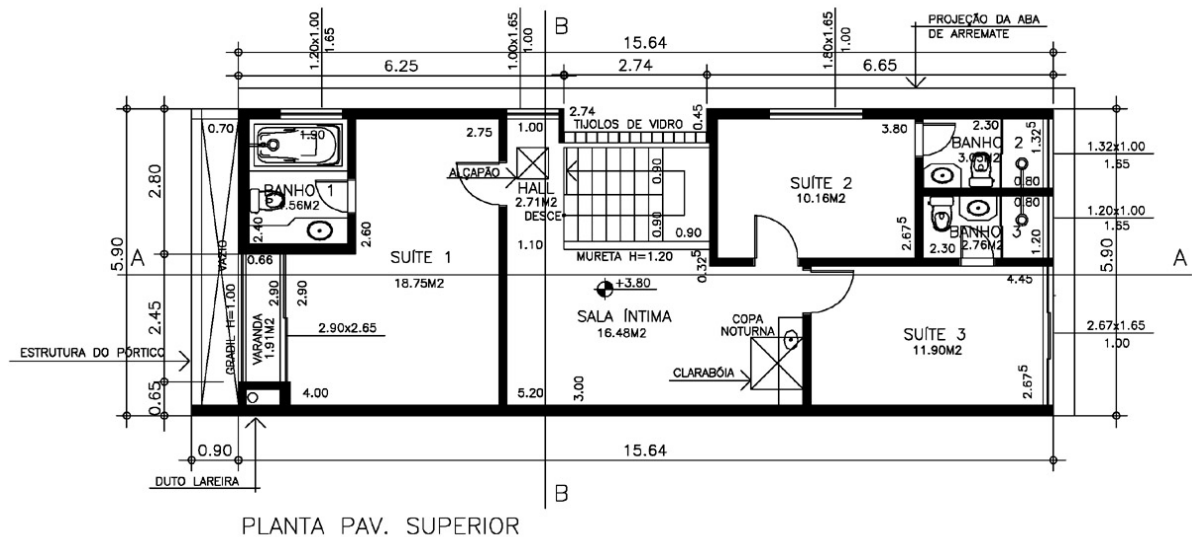 B
PROJEÇÃO DA ABA
DE ARREMATE
1.20x1.00
1.65
1.00x1.65
1.00
1.80x1.65
1.00
15.64
6.25
2.74
6.65
0.70
1.90
2.75
1.00
2.74
0.45
TIJOLOS DE VIDRO
3.80
2.30
1.32⁵
BANHO 2
1.32x1.00
1.65
ALÇAPÃO
0.90
0.80
BANHO 1
HALL
2.71M2
DESCE
SUÍTE 2
10.16M2
0.80
1.20x1.00
1.65
2.80
2.40
2.60
0.90
0.90
2.67⁵
2.30
BANHO 3
2.76M2
1.20
5.90
A
0.66
SUÍTE 1
18.75M2
1.10
MURETA H=1.20
0.32⁵
4.45
5.90
A
VAZIO
GRADIL H=1.00
VARANDA
1.91M2
2.90
2.90
+3.80
SALA ÍNTIMA
16.48M2
COPA
NOTURNA
SUÍTE 3
11.90M2
2.67x1.65
1.00
2.45
2.90x2.65
ESTRUTURA DO PÓRTICO
CLARABÓIA
2.67⁵
0.65
4.00
5.20
3.00
0.90
15.64
DUTO LAREIRA
B
PLANTA PAV. SUPERIOR